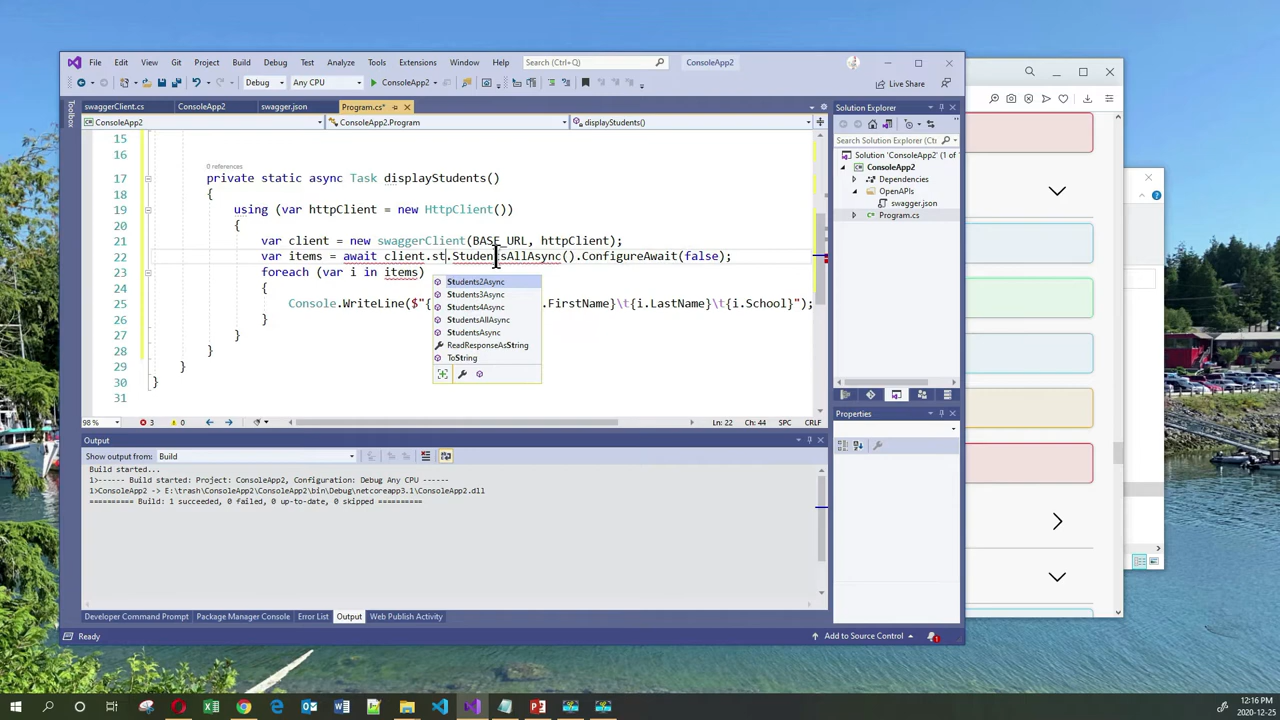 File Edit View Git Project Build Debug Test Analyze Tools Extensions Window Help Search (Ctrl+Q) ConsoleApp2
Debug Any CPU ConsoleApp2 Live Share
swaggerClient.cs ConsoleApp2 swagger.json Program.cs*
ConsoleApp2 ConsoleApp2.Program displayStudents()
15
16
0 references
17 private static async Task displayStudents()
18 {
19 using (var httpClient = new HttpClient())
20 {
21 var client = new swaggerClient(BASE_URL, httpClient);
22 var items = await client.st.StudentsAllAsync().ConfigureAwait(false);
23 foreach (var i in items)
24 {
25 Console.WriteLine($"{ .FirstName}\t{i.LastName}\t{i.School}");
26 }
27 }
28 }
29 }
30 }
31
Students2Async
Students3Async
Students4Async
StudentsAllAsync
StudentsAsync
ReadResponseAsString
ToString
98 % 3 0 Ln: 22 Ch: 44 SPC CRLF
Output
Show output from: Build
Build started...
1>------ Build started: Project: ConsoleApp2, Configuration: Debug Any CPU ------
1>ConsoleApp2 -> E:\trash\ConsoleApp2\ConsoleApp2\bin\Debug\netcoreapp3.1\ConsoleApp2.dll
========== Build: 1 succeeded, 0 failed, 0 up-to-date, 0 skipped ==========
Developer Command Prompt Package Manager Console Error List Output Web Publish Activity
Ready Add to Source Control 1
Toolbox
Solution Explorer
Search Solution Explorer (Ctrl
Solution 'ConsoleApp2' (1 of 1
ConsoleApp2
Dependencies
OpenAPIs
swagger.json
Program.cs
Properties
12:16 PM
2020-12-25